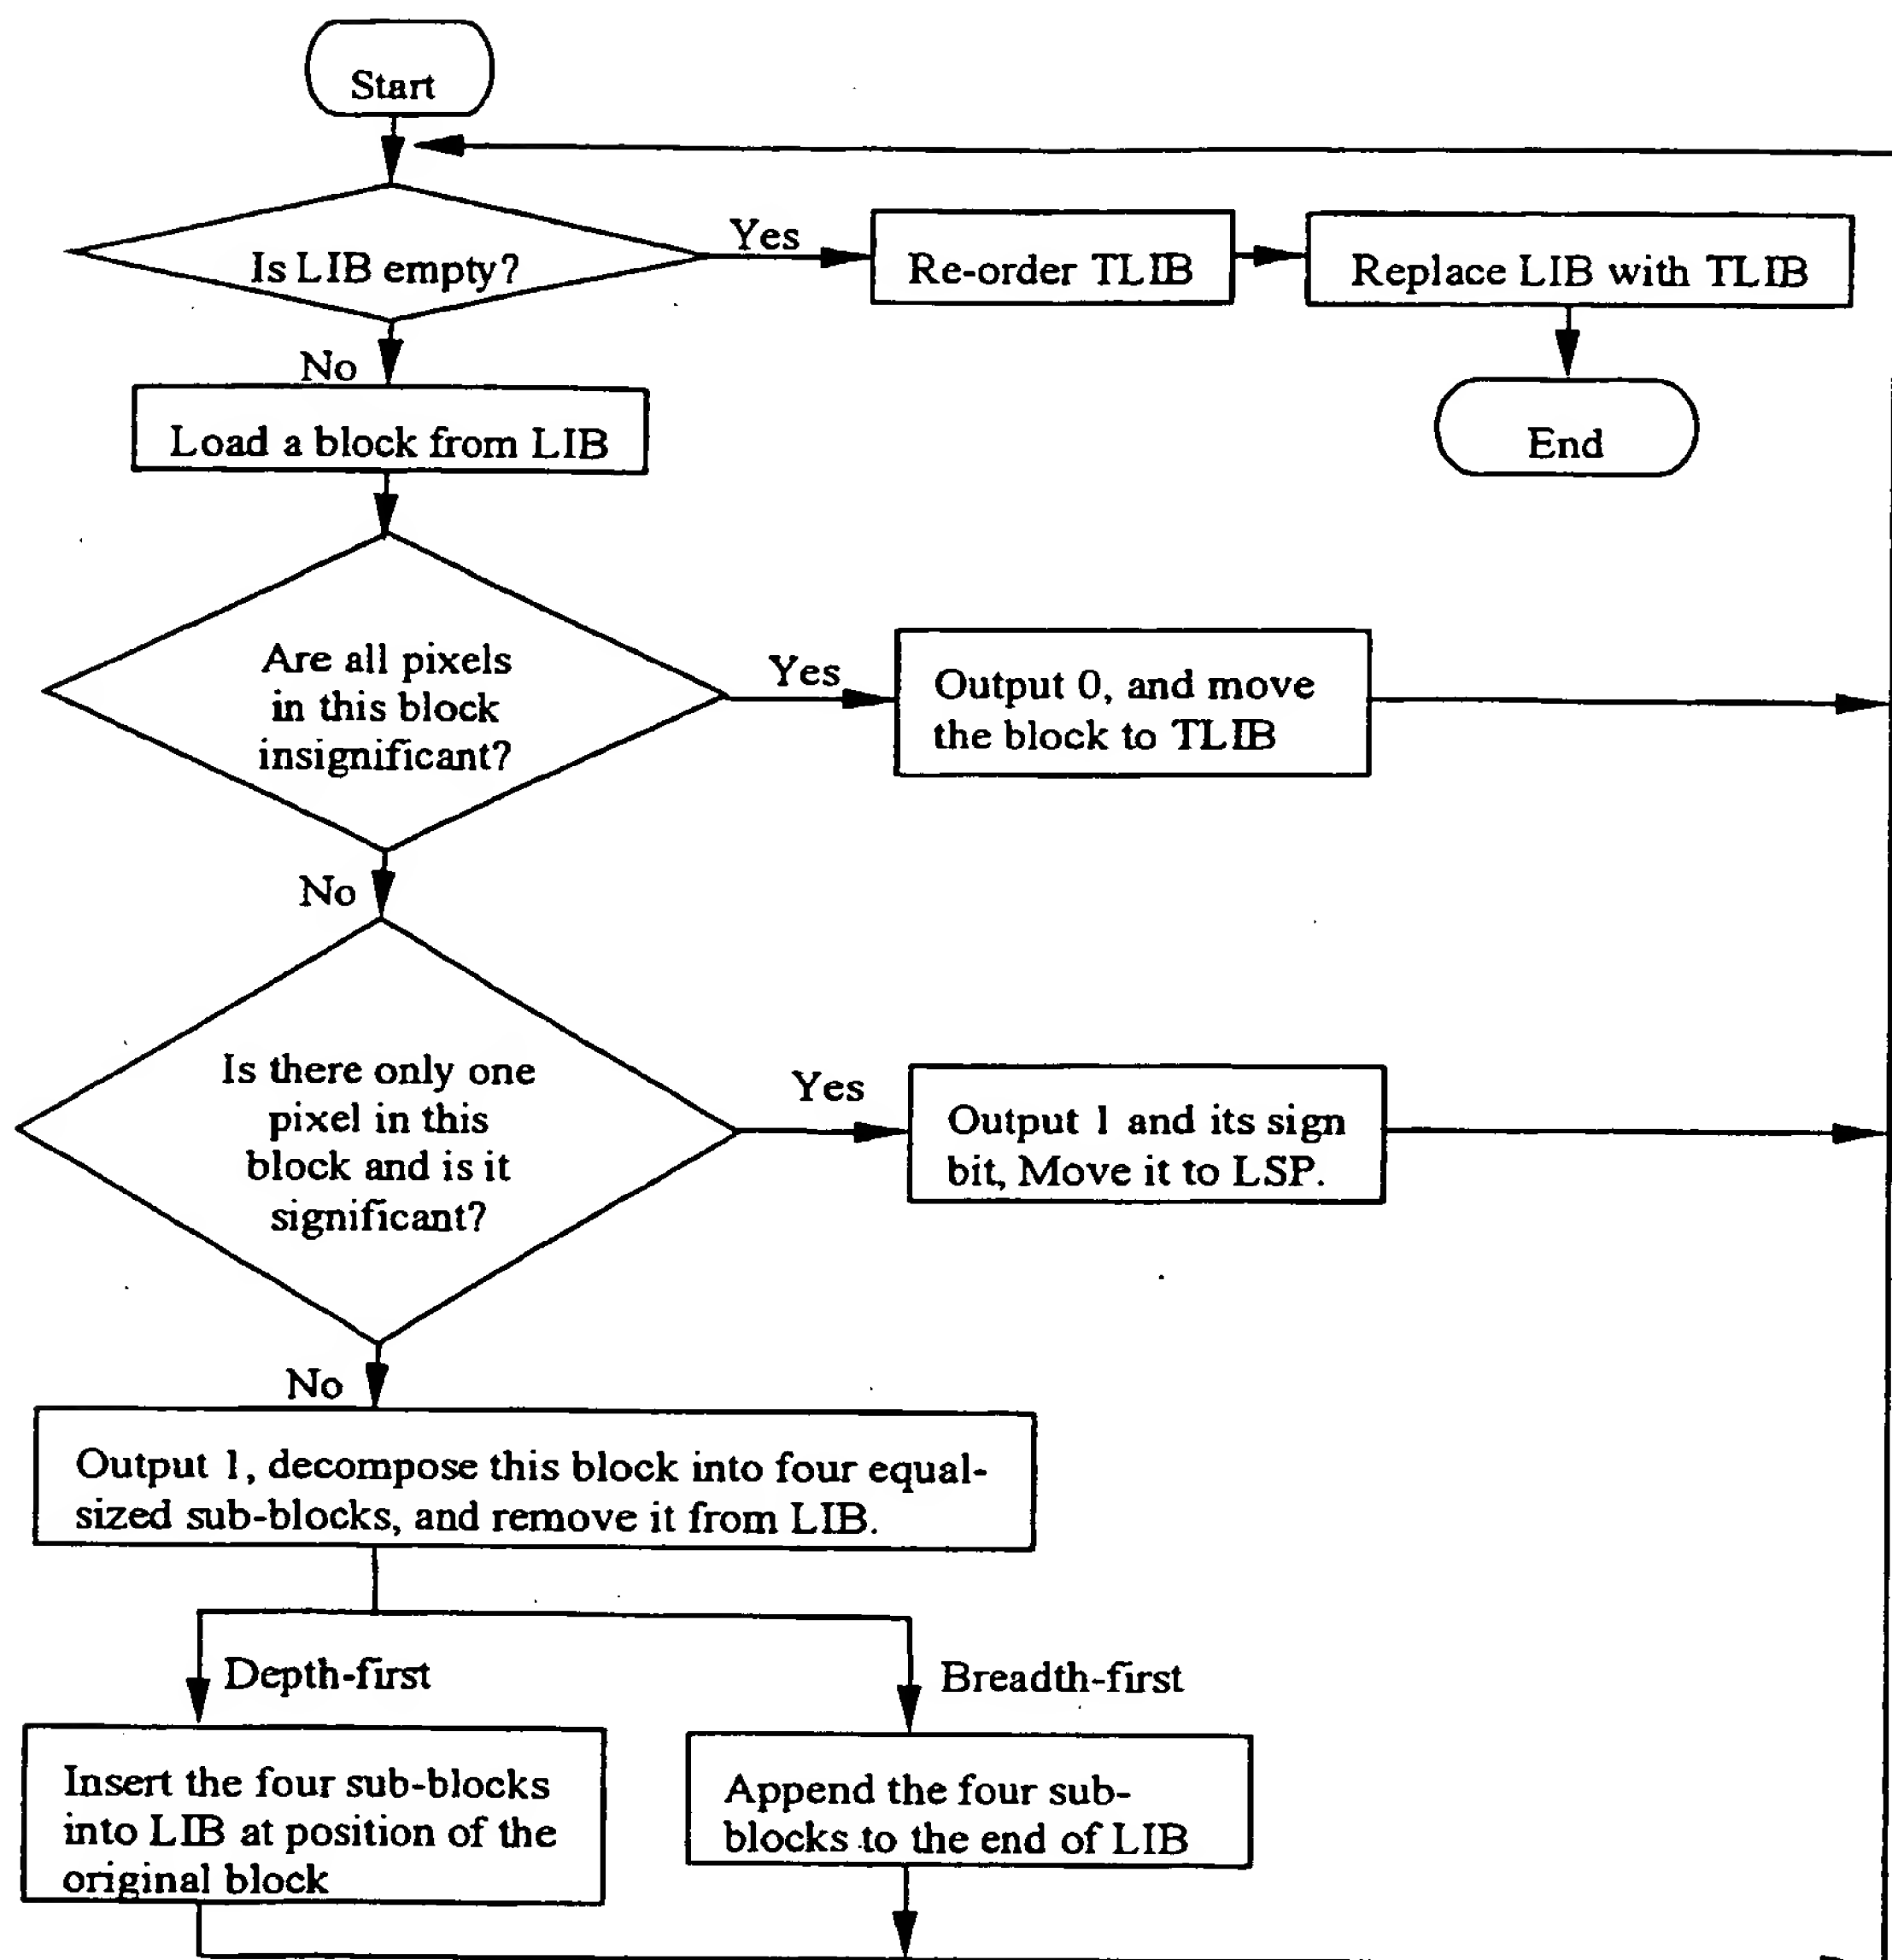 Start
Is LIB empty?
Yes
Re-order TLIB
Replace LIB with TLIB
No
Load a block from LIB
End
Are all pixels
in this block
insignificant?
Yes
Output 0, and move
the block to TLIB
No
Is there only one
pixel in this
block and is it
significant?
Yes
Output 1 and its sign
bit, Move it to LSP.
No
Output 1, decompose this block into four equal-
sized sub-blocks, and remove it from LIB.
Depth-first
Breadth-first
Insert the four sub-blocks
into LIB at position of the
original block
Append the four sub-
blocks to the end of LIB